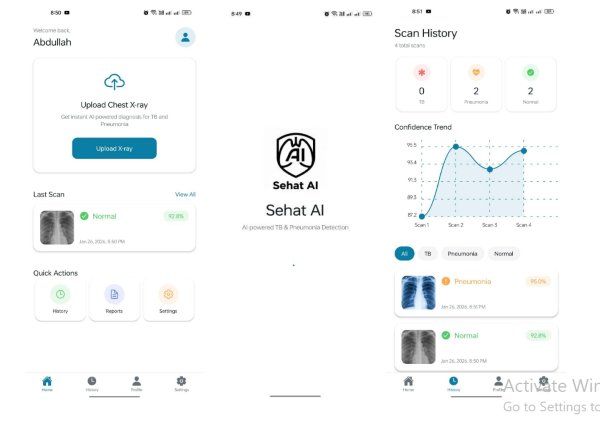 8:50
Welcome back,
Abdullah
Upload Chest X-ray
Get instant AI-powered diagnosis for TB and
Pneumonia
Upload X-ray
Last Scan
View All
Normal
92.8%
Jan 26, 2026, 8:50 PM
Quick Actions
History
Reports
Settings
Home
History
Profile
Settings
8:49
AI
Sehat AI
Sehat AI
AI-powered TB & Pneumonia Detection
8:51
Scan History
4 total scans
0
2
2
TB
Pneumonia
Normal
Confidence Trend
95.5
93.4
91.3
89.3
87.2
Scan 1
Scan 2
Scan 3
Scan 4
All
TB
Pneumonia
Normal
Pneumonia
95.0%
Jan 26, 2026, 8:51 PM
Normal
92.8%
Jan 26, 2026, 8:50 PM
Home
History
Activate Win
Go to Settings to